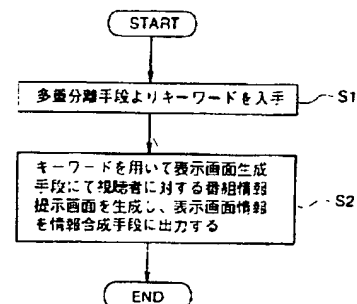 START
多重分離手段よりキーワードを入手
S1
キーワードを用いて表示画面生成
手段にて視聴者に対する番組情報
提示画面を生成し、表示画面情報
を情報合成手段に出力する
S2
END